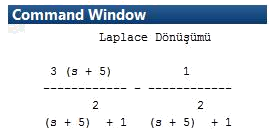 Command Window
Laplace Dönüşümü
3 (s + 5) 1
------------- - -------------
2 2
(s + 5) + 1 (s + 5) + 1